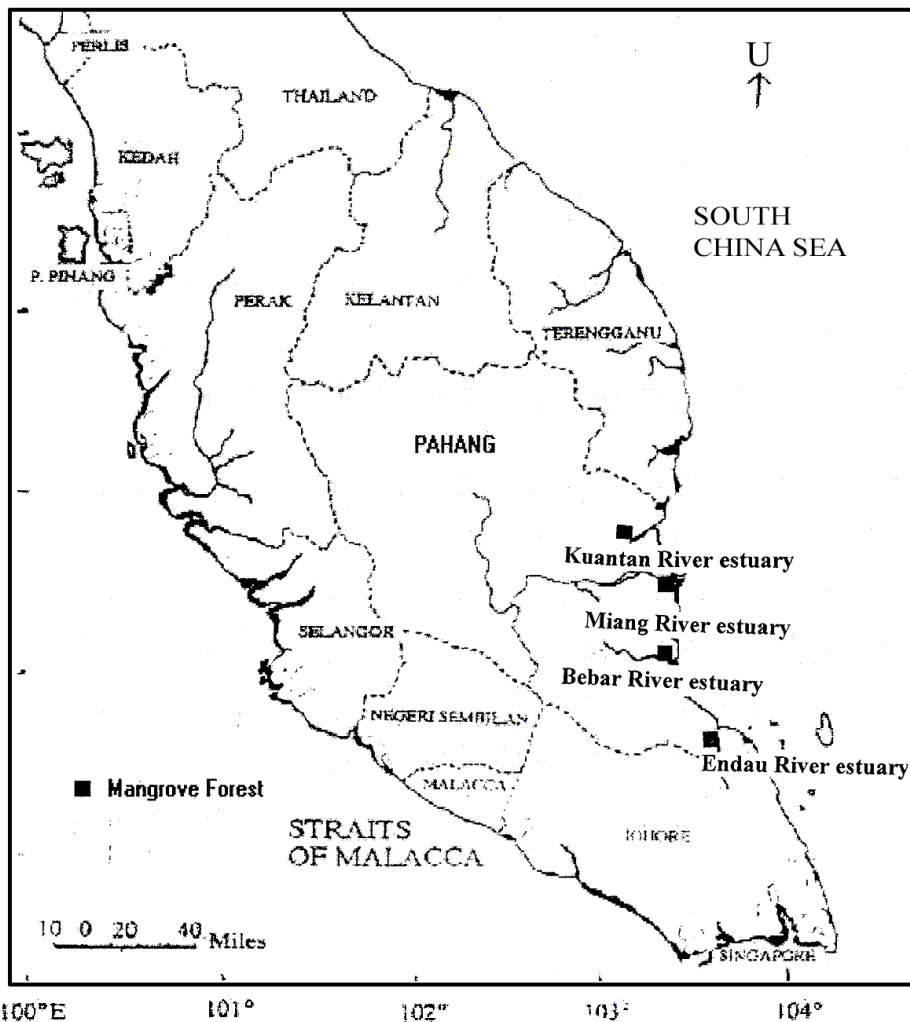 PERLIS
U
THAILAND
KEDAH
SOUTH
CHINA SEA
P. PINANG
PERAK
KELANTAN
TERENGGANU
PAHANG
Kuantan River estuary
Miang River estuary
SELANGOR
Bebar River estuary
NEGERI SEMBILAN
Endau River estuary
MALACCA
Mangrove Forest
STRAITS
OF MALACCA
JOHORE
10 0 20 40 Miles
SINGAPORE
100°E 101° 102° 103° 104°